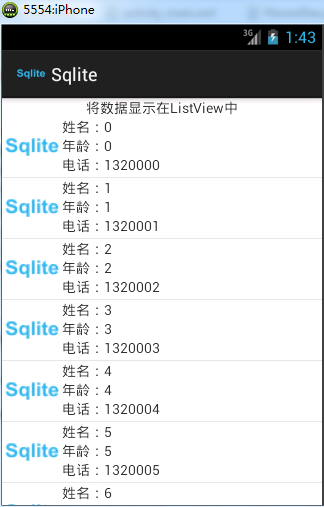 5554:iPhone
3G 1:43
Sqlite Sqlite
将数据显示在ListView中
姓名：0
Sqlite 年龄：0
电话：1320000
姓名：1
Sqlite 年龄：1
电话：1320001
姓名：2
Sqlite 年龄：2
电话：1320002
姓名：3
Sqlite 年龄：3
电话：1320003
姓名：4
Sqlite 年龄：4
电话：1320004
姓名：5
Sqlite 年龄：5
电话：1320005
姓名：6